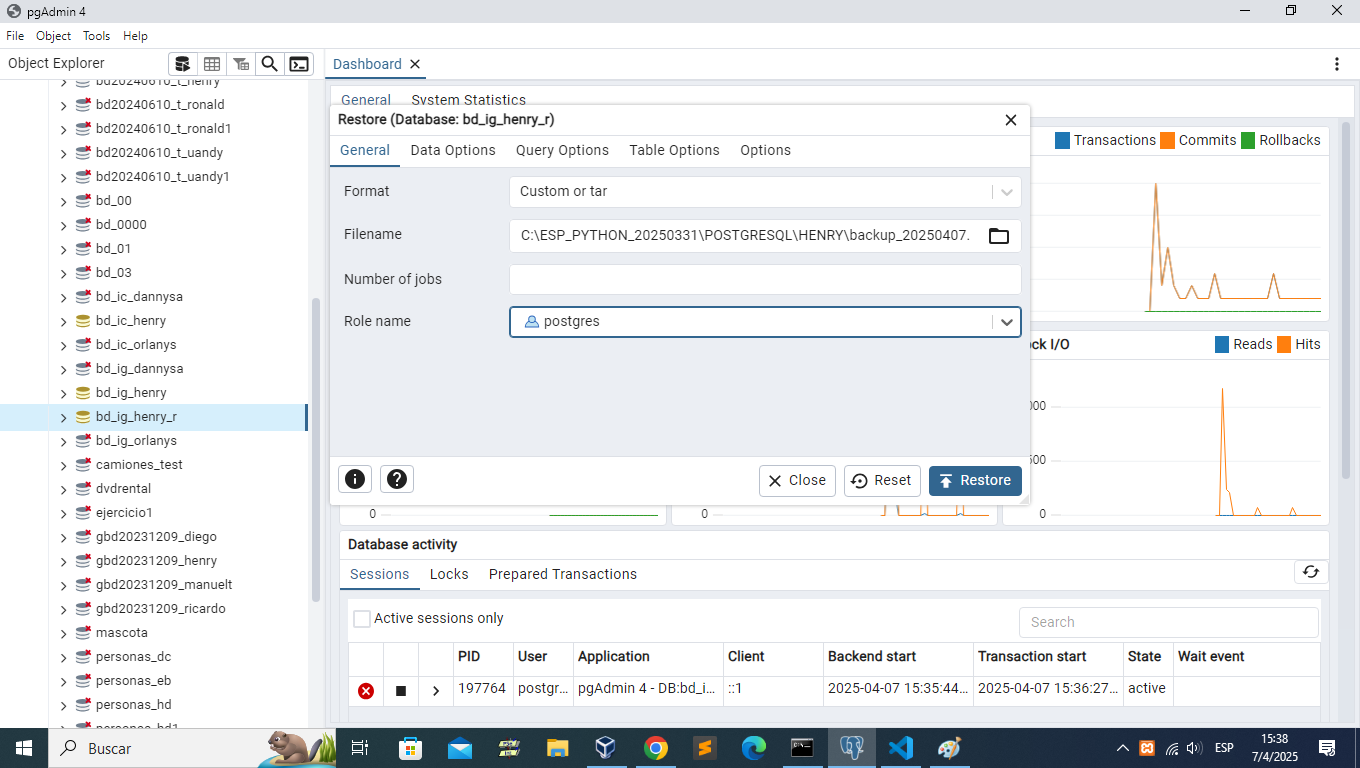 pgAdmin 4
File Object Tools Help
Object Explorer
Dashboard
General System Statistics
bd20240610_t_henry
bd20240610_t_ronald
bd20240610_t_ronald1
bd20240610_t_uandy
bd20240610_t_uandy1
bd_00
bd_0000
bd_01
bd_03
bd_ic_dannysa
bd_ic_henry
bd_ic_orlanys
bd_ig_dannysa
bd_ig_henry
bd_ig_henry_r
bd_ig_orlanys
camiones_test
dvdrental
ejercicio1
gbd20231209_diego
gbd20231209_henry
gbd20231209_manuelt
gbd20231209_ricardo
mascota
personas_dc
personas_eb
personas_hd
personas_hd1
Restore (Database: bd_ig_henry_r)
General Data Options Query Options Table Options Options
Format Custom or tar
Filename C:\ESP_PYTHON_20250331\POSTGRESQL\HENRY\backup_20250407.
Number of jobs
Role name postgres
Close Reset Restore
Transactions Commits Rollbacks
ock I/O Reads Hits
000
500
0 0 0
Database activity
Sessions Locks Prepared Transactions
Active sessions only Search
PID User Application Client Backend start Transaction start State Wait event
197764 postgr... pgAdmin 4 - DB:bd_i... ::1 2025-04-07 15:35:44... 2025-04-07 15:36:27... active
Buscar
ESP
15:38
7/4/2025